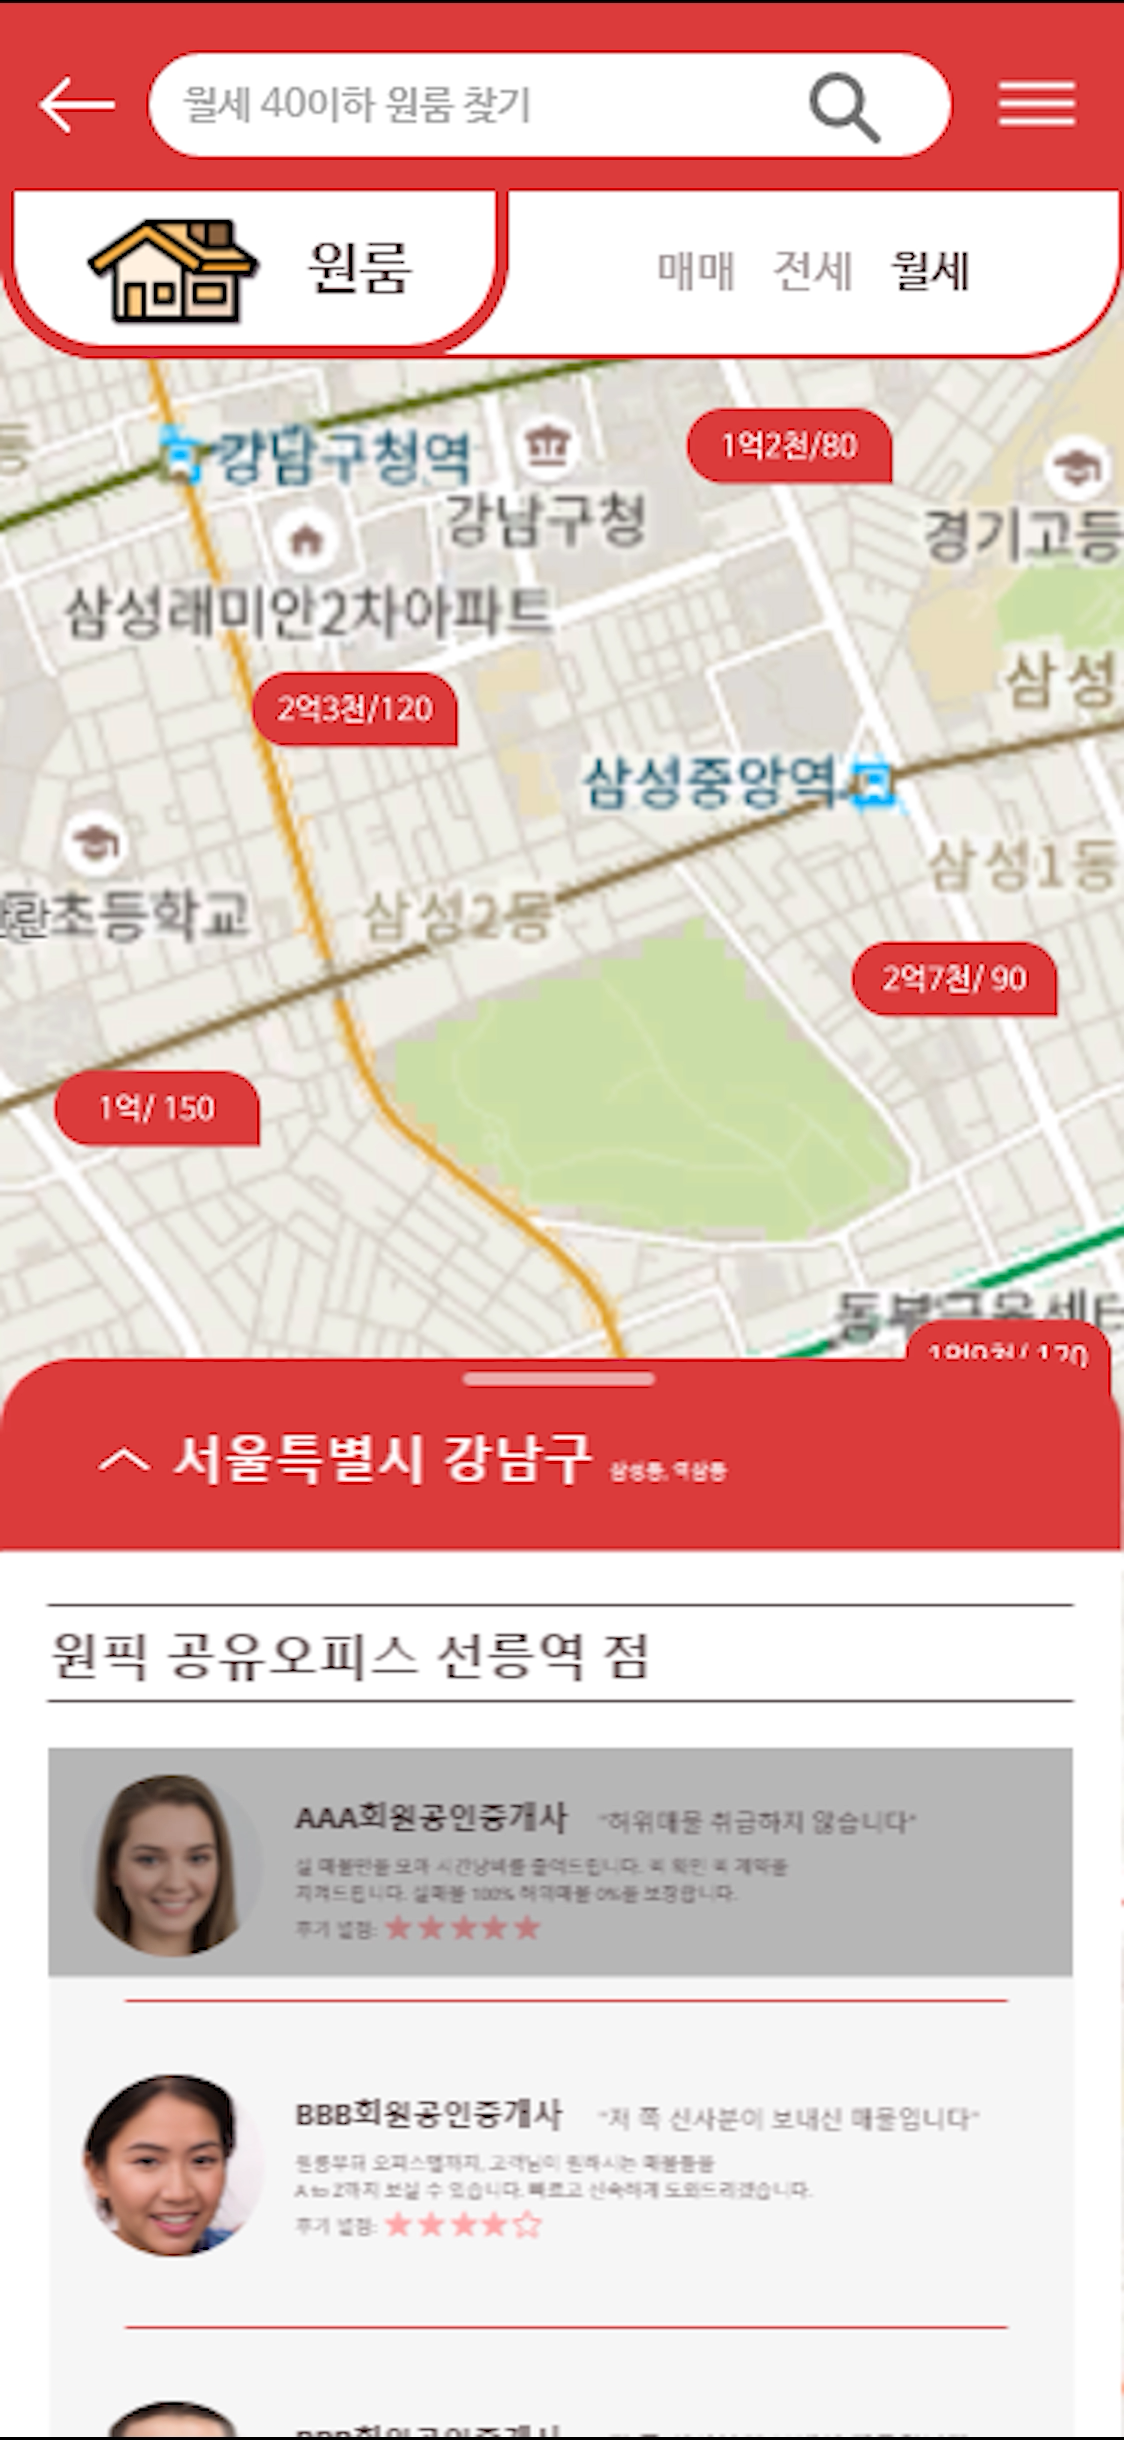 월세 40이하 원룸 찾기
원룸
매매 전세 월세
강남구청역
1억2천/80
강남구청
경기고등
삼성래미안2차아파트
삼성
2억3천/120
삼성중앙역
삼성1동
란초등학교
삼성2동
2억7천/ 90
1억/ 150
서울특별시 강남구 삼성동, 역삼동
원픽 공유오피스 선릉역 점
AAA회원공인중개사 "허위매물 취급하지 않습니다"
실 매물만을 모아 시간낭비를 줄여드립니다. 꼭 확인 꼭 계약을
지켜드립니다. 실매물 100% 허위매물 0%를 보장합니다.
후기 별점: ★★★★★
BBB회원공인중개사 "저 쪽 신사분이 보내신 매물입니다"
원룸부터 오피스텔까지, 고객님이 원하시는 매물들을
A to Z까지 보실 수 있습니다. 빠르고 신속하게 도와드리겠습니다.
후기 별점: ★★★★☆